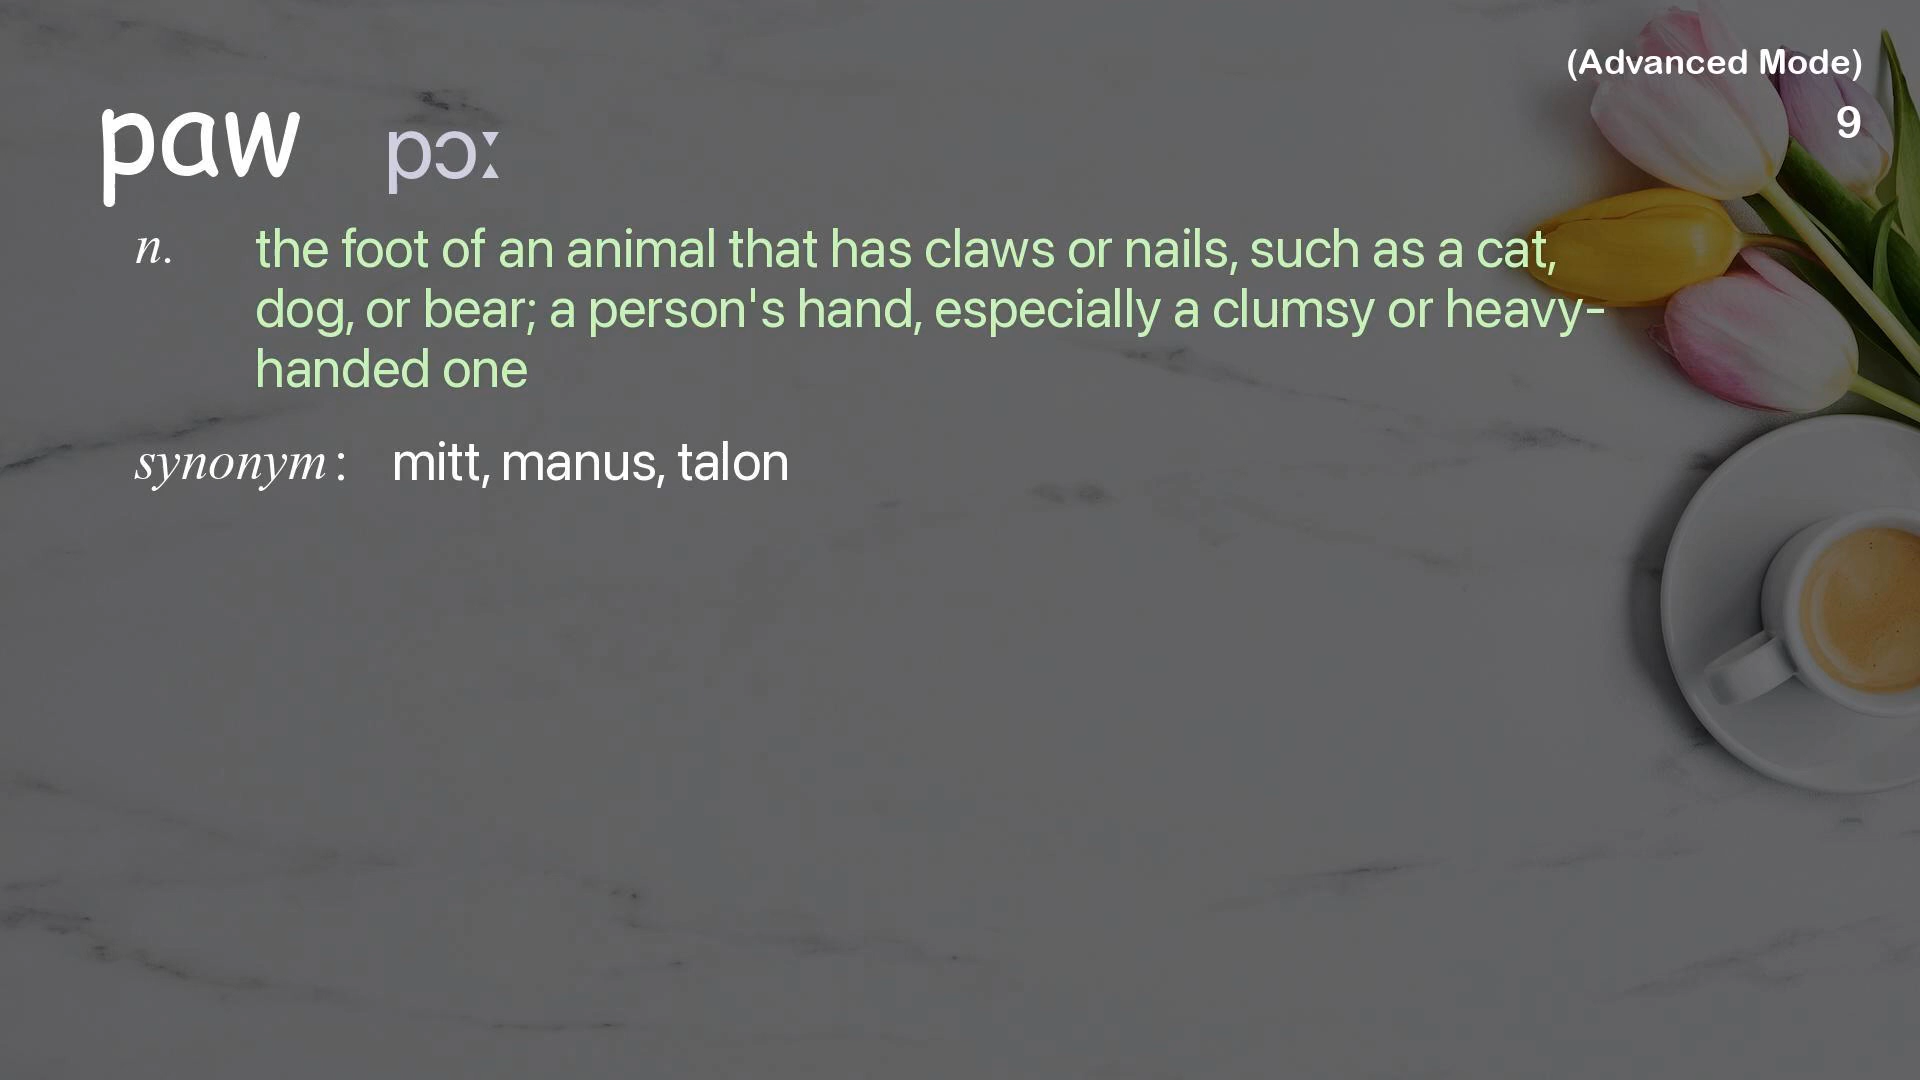 (Advanced Mode)
9
paw pɔː
n. the foot of an animal that has claws or nails, such as a cat,
dog, or bear; a person's hand, especially a clumsy or heavy-
handed one
synonym: mitt, manus, talon